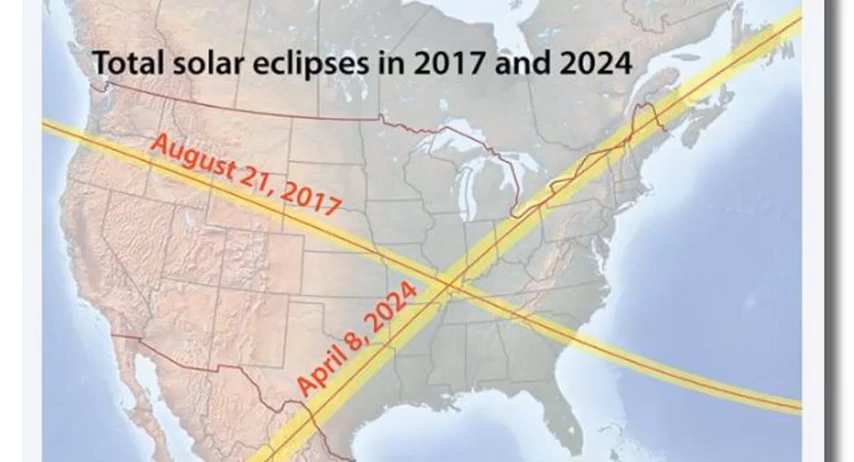 Total solar eclipses in 2017 and 2024
August 21, 2017
April 8, 2024